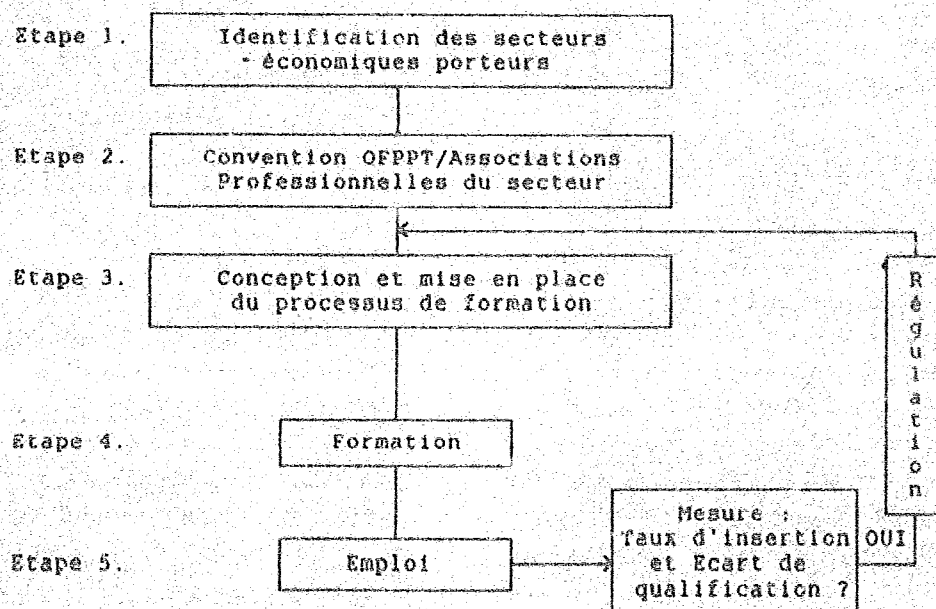 Etape 1.
Identification des secteurs
- économiques porteurs
Etape 2.
Convention OFPPT/Associations
Professionnelles du secteur
Etape 3.
Conception et mise en place
du processus de formation
Régulation
Etape 4.
Formation
Etape 5.
Emploi
Mesure :
Taux d'insertion
et Ecart de
qualification ?
OUI